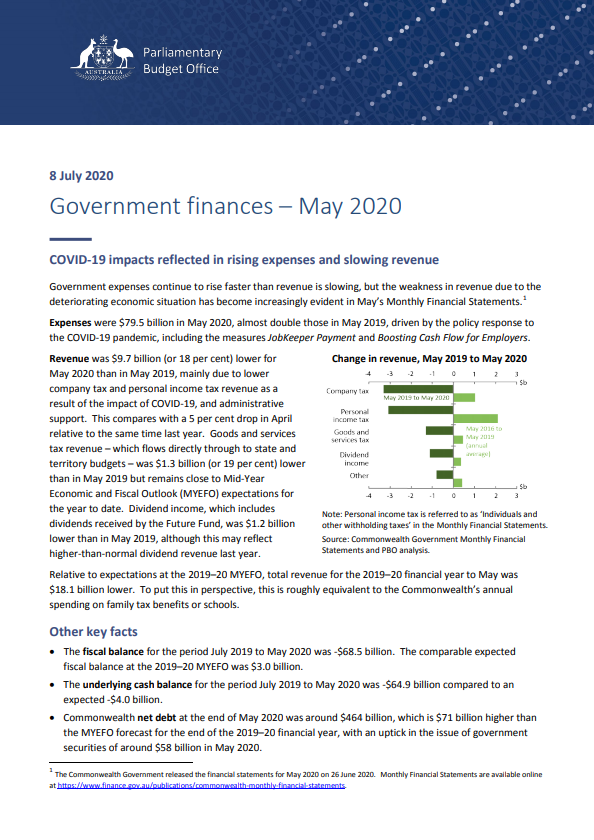 AUSTRALIA
Parliamentary
Budget Office
8 July 2020
Government finances – May 2020
COVID-19 impacts reflected in rising expenses and slowing revenue
Government expenses continue to rise faster than revenue is slowing, but the weakness in revenue due to the
deteriorating economic situation has become increasingly evident in May's Monthly Financial Statements.1
Expenses were $79.5 billion in May 2020, almost double those in May 2019, driven by the policy response to
the COVID-19 pandemic, including the measures JobKeeper Payment and Boosting Cash Flow for Employers.
Revenue was $9.7 billion (or 18 per cent) lower for
May 2020 than in May 2019, mainly due to lower
company tax and personal income tax revenue as a
result of the impact of COVID-19, and administrative
support. This compares with a 5 per cent drop in April
relative to the same time last year. Goods and services
tax revenue – which flows directly through to state and
territory budgets – was $1.3 billion (or 19 per cent) lower
than in May 2019 but remains close to Mid-Year
Economic and Fiscal Outlook (MYEFO) expectations for
the year to date. Dividend income, which includes
dividends received by the Future Fund, was $1.2 billion
lower than in May 2019, although this may reflect
higher-than-normal dividend revenue last year.
Change in revenue, May 2019 to May 2020
-4 -3 -2 -1 0 1 2 3
$b
Company tax
May 2019 to May 2020
Personal
income tax
May 2016 to
May 2019
(annual
average)
Goods and
services tax
Dividend
income
Other
$b
-4 -3 -2 -1 0 1 2 3
Note: Personal income tax is referred to as 'Individuals and
other withholding taxes' in the Monthly Financial Statements.
Source: Commonwealth Government Monthly Financial
Statements and PBO analysis.
Relative to expectations at the 2019–20 MYEFO, total revenue for the 2019–20 financial year to May was
$18.1 billion lower. To put this in perspective, this is roughly equivalent to the Commonwealth's annual
spending on family tax benefits or schools.
Other key facts
• The fiscal balance for the period July 2019 to May 2020 was -$68.5 billion. The comparable expected
fiscal balance at the 2019–20 MYEFO was $3.0 billion.
• The underlying cash balance for the period July 2019 to May 2020 was -$64.9 billion compared to an
expected -$4.0 billion.
• Commonwealth net debt at the end of May 2020 was around $464 billion, which is $71 billion higher than
the MYEFO forecast for the end of the 2019–20 financial year, with an uptick in the issue of government
securities of around $58 billion in May 2020.
1 The Commonwealth Government released the financial statements for May 2020 on 26 June 2020. Monthly Financial Statements are available online
at https://www.finance.gov.au/publications/commonwealth-monthly-financial-statements.